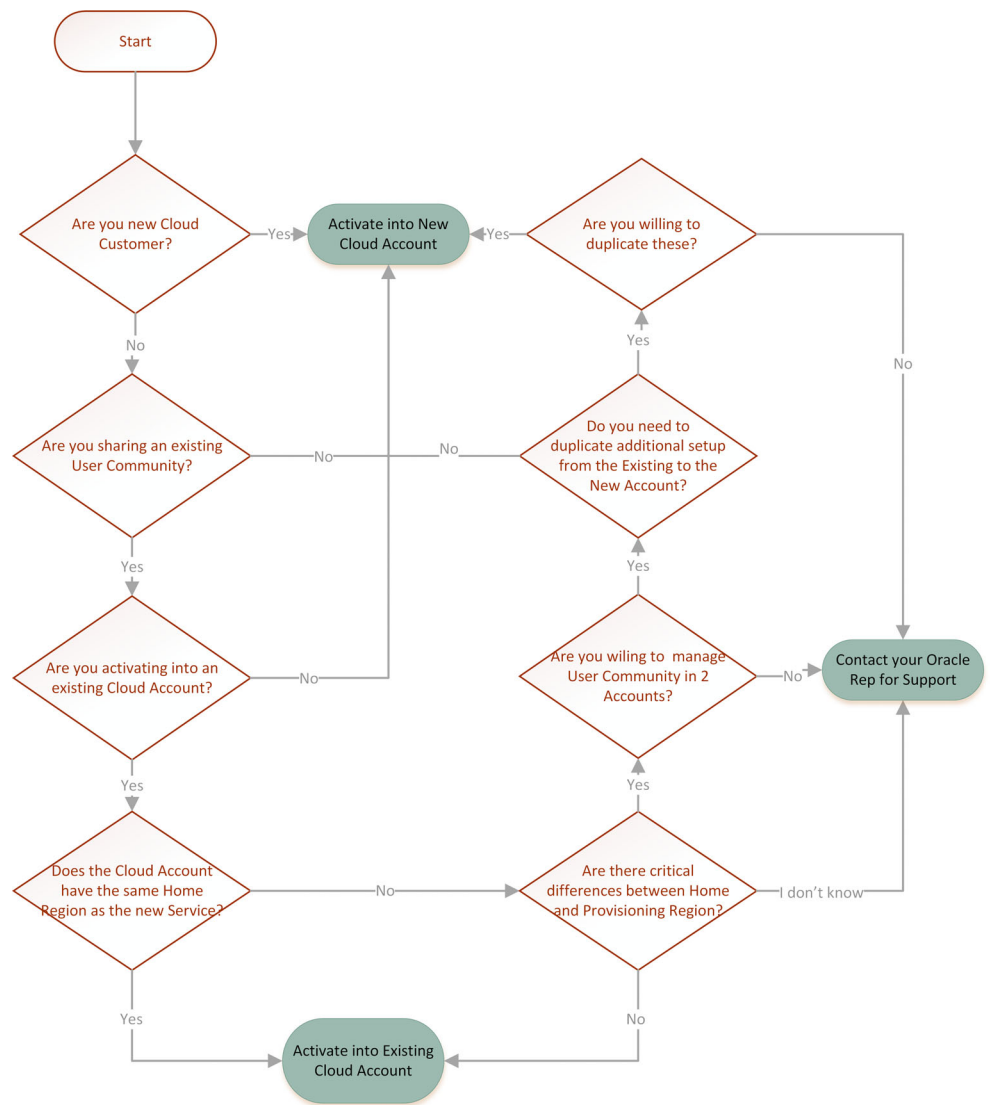 Start
Are you new Cloud
Customer?
Yes
Activate into New
Cloud Account
Yes
Are you willing to
duplicate these?
No
Yes
No
Are you sharing an existing
User Community?
No
No
Do you need to
duplicate additional setup
from the Existing to the
New Account?
Yes
Yes
Are you activating into an
existing Cloud Account?
No
Are you wiling to manage
User Community in 2
Accounts?
No
Contact your Oracle
Rep for Support
Yes
Yes
Does the Cloud Account
have the same Home
Region as the new Service?
No
Are there critical
differences between Home
and Provisioning Region?
I don't know
Yes
No
Activate into Existing
Cloud Account